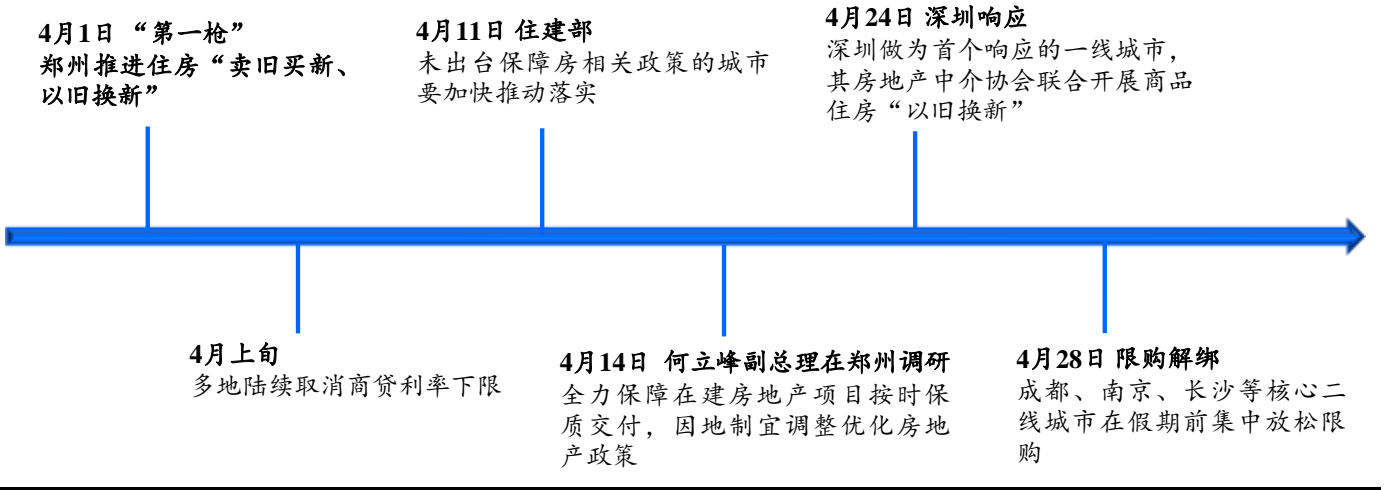 4月1日 “第一枪”
郑州推进住房“卖旧买新、
以旧换新”
4月11日 住建部
未出台保障房相关政策的城市
要加快推动落实
4月24日 深圳响应
深圳做为首个响应的一线城市，
其房地产中介协会联合开展商品
住房“以旧换新”
4月上旬
多地陆续取消商贷利率下限
4月14日 何立峰副总理在郑州调研
全力保障在建房地产项目按时保
质交付，因地制宜调整优化房地
产政策
4月28日 限购解绑
成都、南京、长沙等核心二
线城市在假期前集中放松限
购